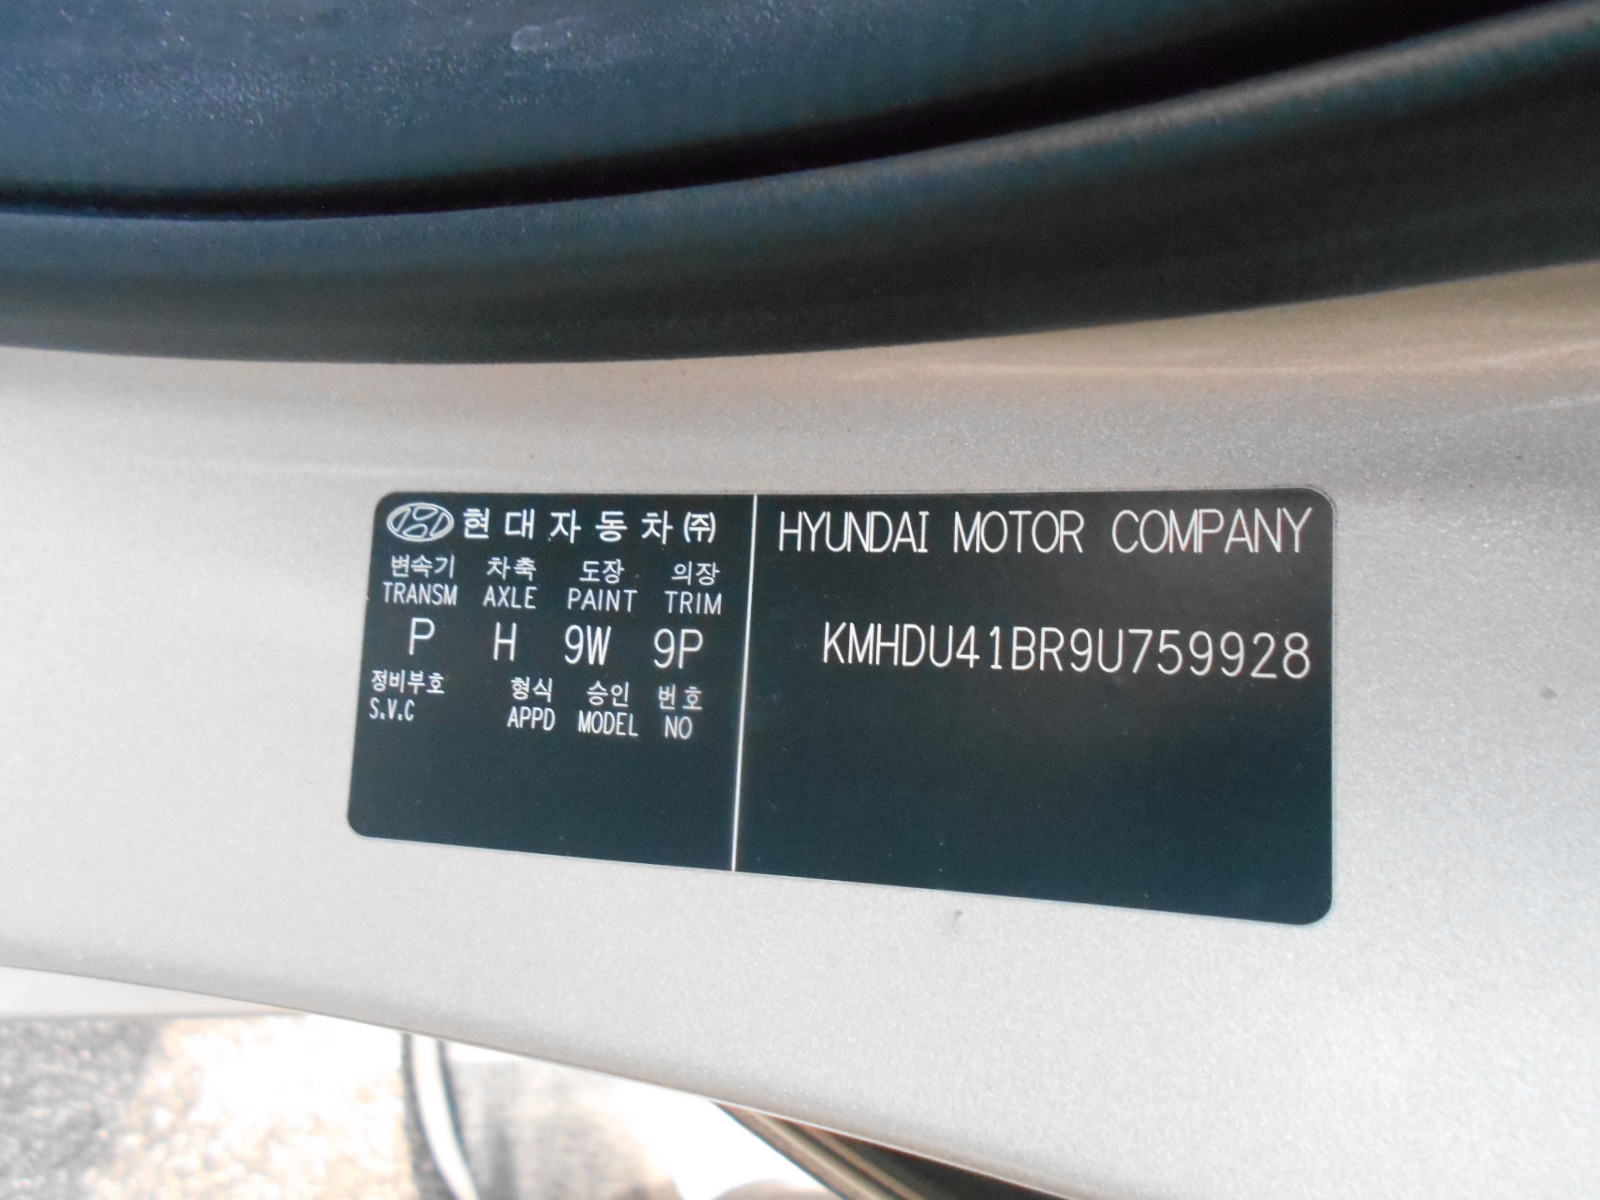 현대자동차㈜
변속기 차축 도장 의장
TRANSM AXLE PAINT TRIM
P H 9W 9P
정비부호 형식 승인 번호
S.V.C APPD MODEL NO
HYUNDAI MOTOR COMPANY
KMHDU41BR9U759928